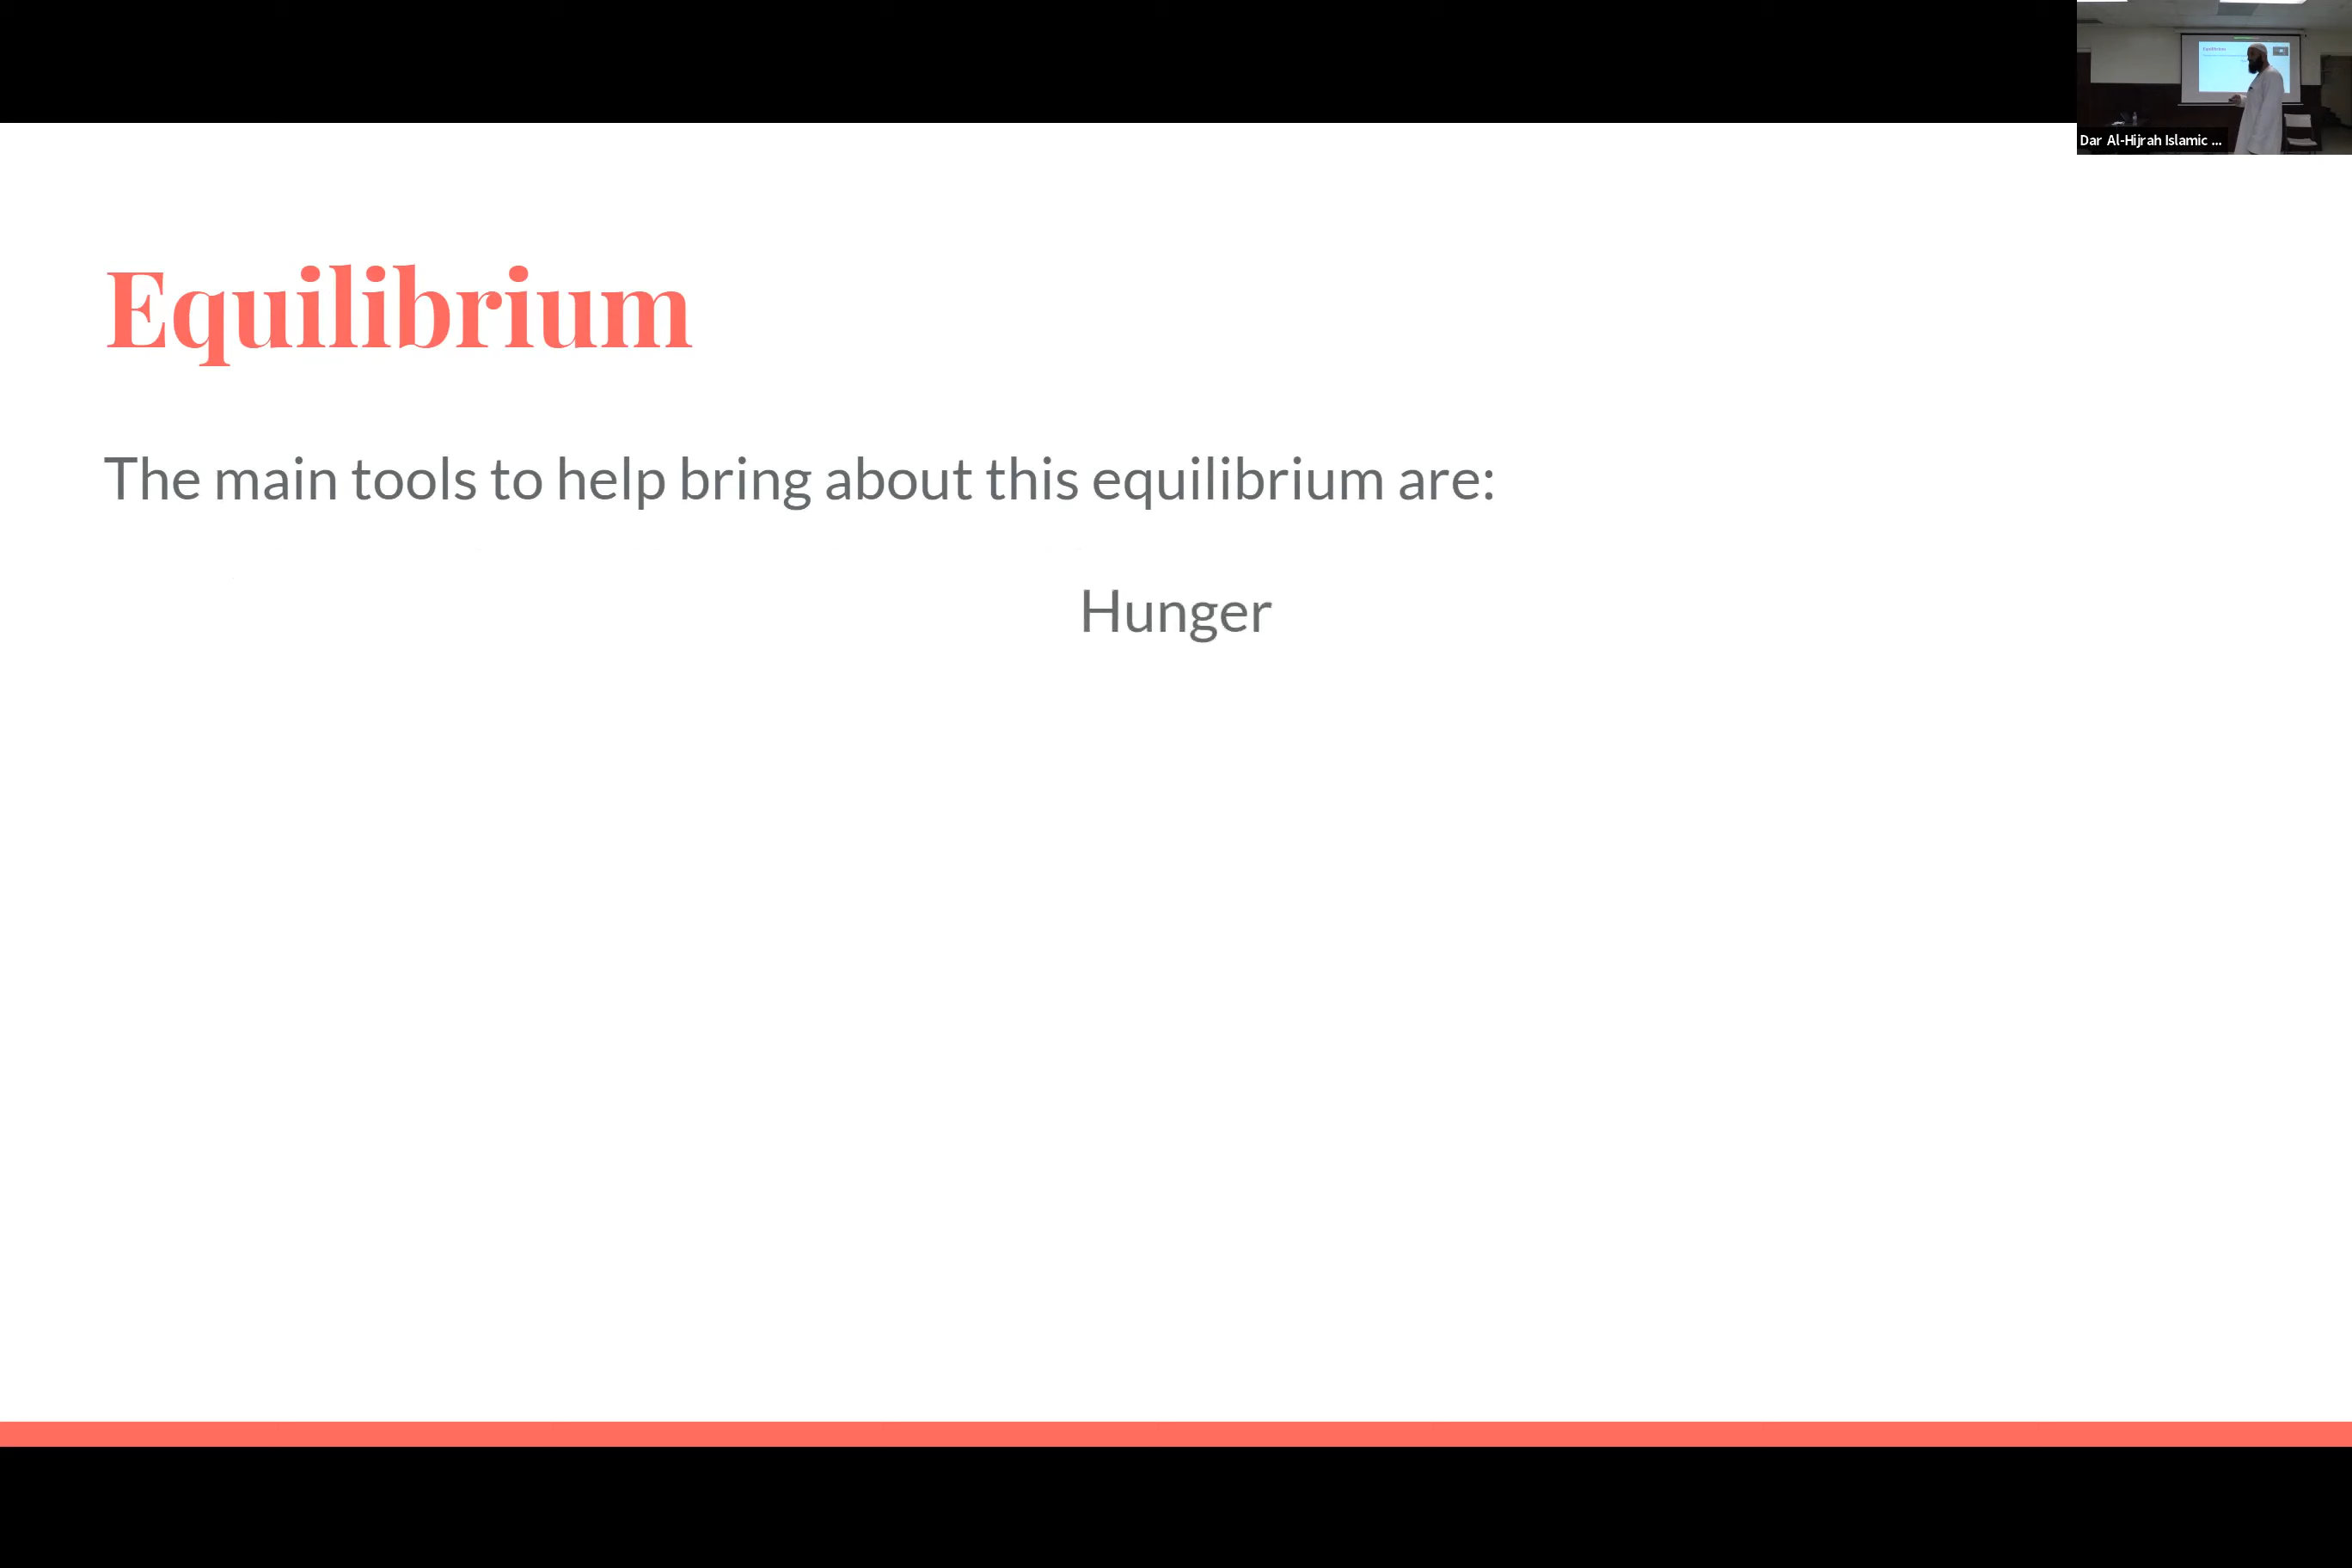 Dar Al-Hijrah Islamic ...
Equilibrium
The main tools to help bring about this equilibrium are:
Hunger